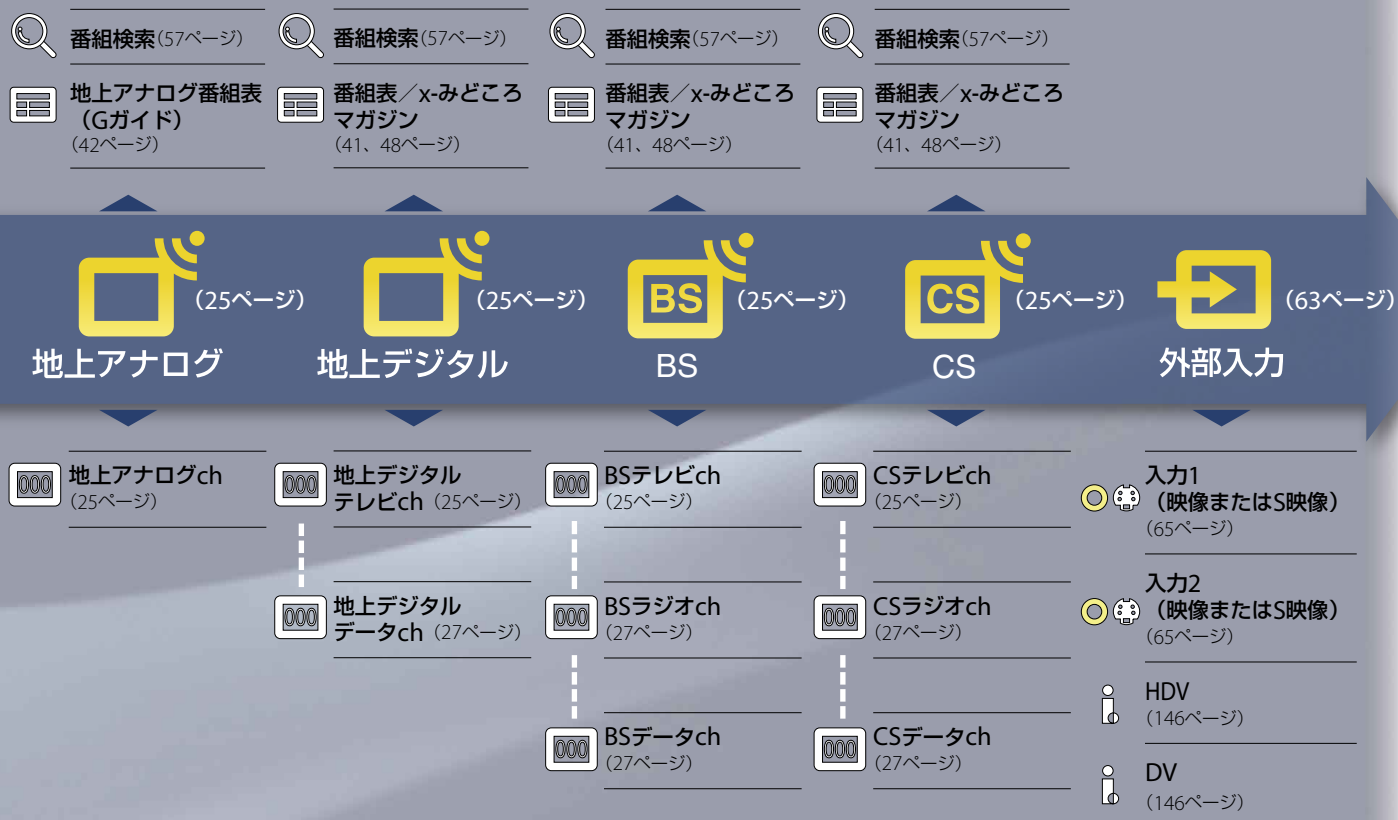 番組検索(57ページ)
番組検索(57ページ)
番組検索(57ページ)
番組検索(57ページ)
地上アナログ番組表
(Gガイド)
(42ページ)
番組表/x-みどころ
マガジン
(41、48ページ)
番組表/x-みどころ
マガジン
(41、48ページ)
番組表/x-みどころ
マガジン
(41、48ページ)
(25ページ)
地上アナログ
(25ページ)
地上デジタル
BS
(25ページ)
BS
CS
(25ページ)
CS
(63ページ)
外部入力
000
地上アナログch
(25ページ)
000
地上デジタル
テレビch(25ページ)
000
地上デジタル
データch(27ページ)
000
BSテレビch
(25ページ)
000
BSラジオch
(27ページ)
000
BSデータch
(27ページ)
000
CSテレビch
(25ページ)
000
CSラジオch
(27ページ)
000
CSデータch
(27ページ)
入力1
(映像またはS映像)
(65ページ)
入力2
(映像またはS映像)
(65ページ)
HDV
(146ページ)
DV
(146ページ)